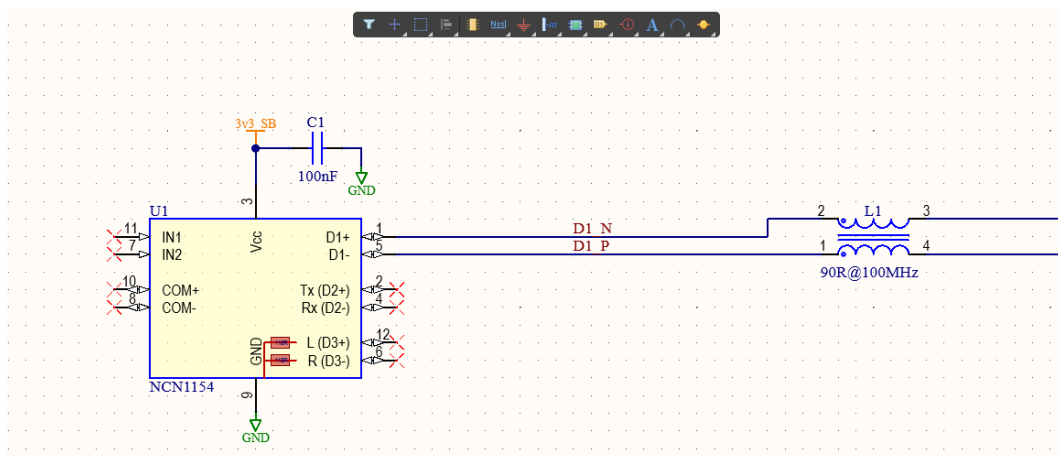 Net
D1
A
3v3_SB
C1
100nF
GND
3
U1
Vcc
11 IN1
7 IN2
10 COM+
8 COM-
D1+ 1
D1- 5
Tx (D2+) 2
Rx (D2-) 4
L (D3+) 12
R (D3-) 6
GND
NCN1154
9
GND
D1_N
D1_P
2 L1 3
1 4
90R@100MHz